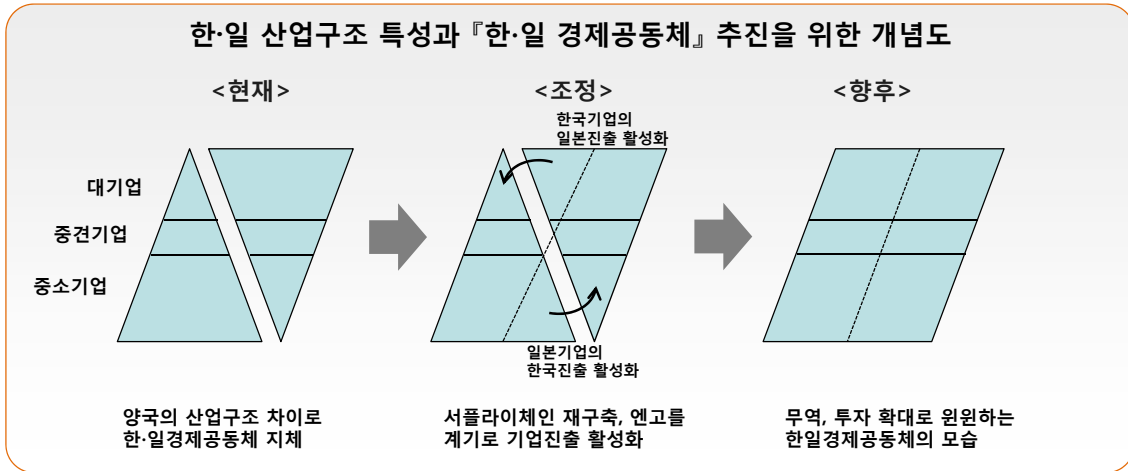 한·일 산업구조 특성과 『한·일 경제공동체』 추진을 위한 개념도
<현재>
<조정>
<향후>
한국기업의
일본진출 활성화
대기업
중견기업
중소기업
일본기업의
한국진출 활성화
양국의 산업구조 차이로
한·일경제공동체 지체
서플라이체인 재구축, 엔고를
계기로 기업진출 활성화
무역, 투자 확대로 윈윈하는
한일경제공동체의 모습